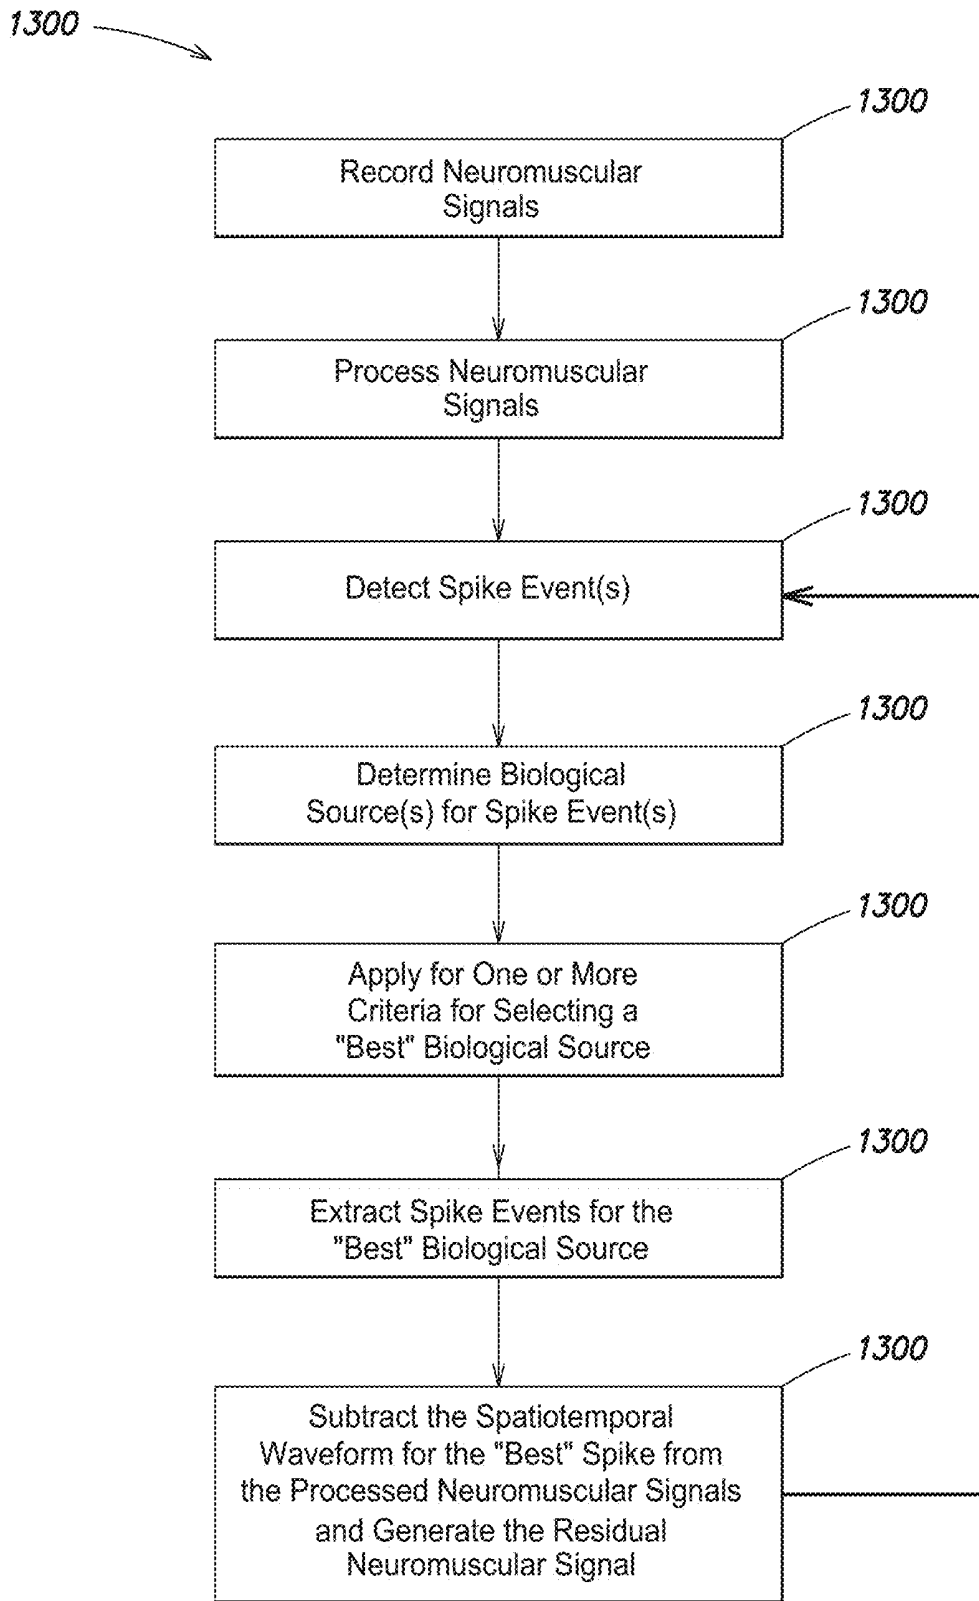 1300
1300
Record Neuromuscular
Signals
1300
Process Neuromuscular
Signals
1300
Detect Spike Event(s)
1300
Determine Biological
Source(s) for Spike Event(s)
1300
Apply for One or More
Criteria for Selecting a
"Best" Biological Source
1300
Extract Spike Events for the
"Best" Biological Source
1300
Subtract the Spatiotemporal
Waveform for the "Best" Spike from
the Processed Neuromuscular Signals
and Generate the Residual
Neuromuscular Signal